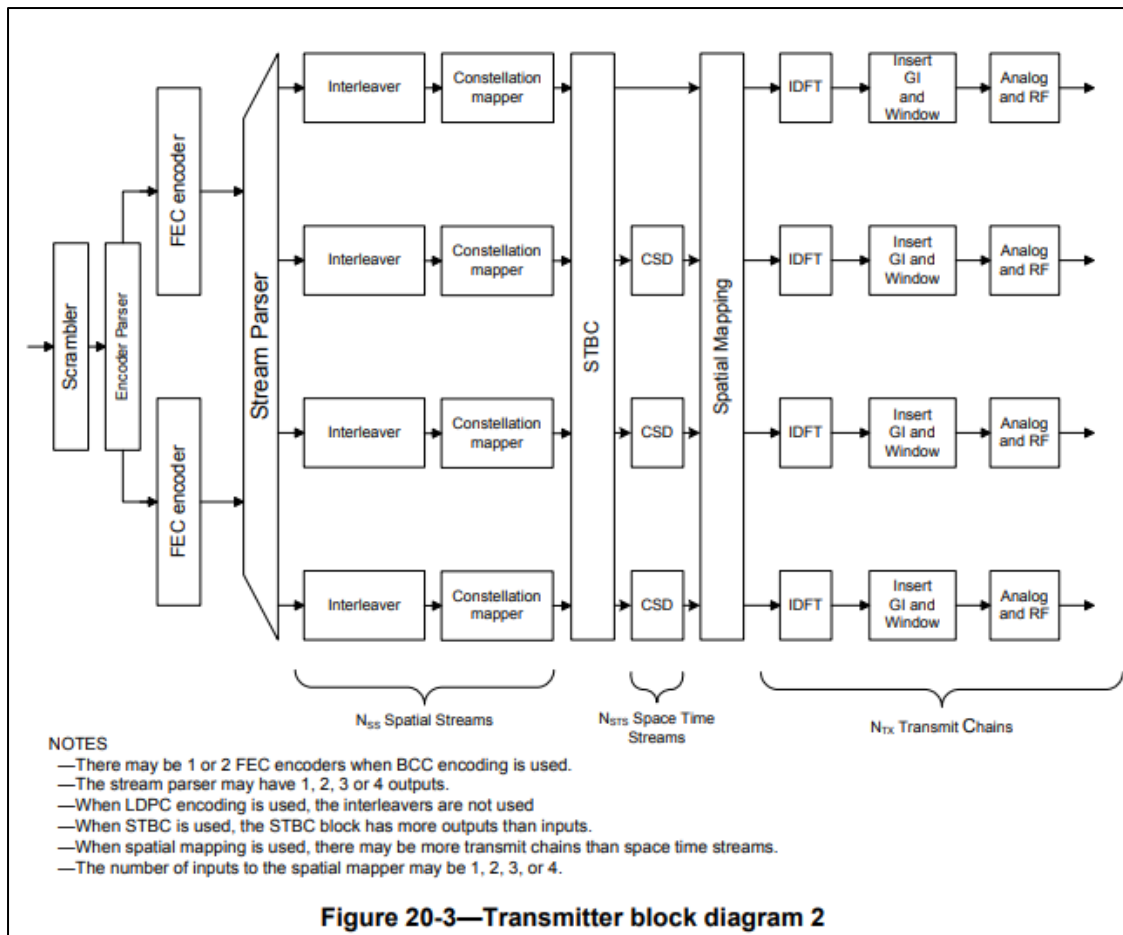 Scrambler
Encoder Parser
FEC encoder
FEC encoder
Stream Parser
Interleaver
Constellation
mapper
Interleaver
Constellation
mapper
Interleaver
Constellation
mapper
Interleaver
Constellation
mapper
STBC
CSD
CSD
CSD
Spatial Mapping
IDFT
Insert
GI
and
Window
Analog
and RF
IDFT
Insert
GI and
Window
Analog
and RF
IDFT
Insert
GI and
Window
Analog
and RF
IDFT
Insert
GI and
Window
Analog
and RF
NSS Spatial Streams
NSTS Space Time
Streams
NTX Transmit Chains
NOTES
—There may be 1 or 2 FEC encoders when BCC encoding is used.
—The stream parser may have 1, 2, 3 or 4 outputs.
—When LDPC encoding is used, the interleavers are not used
—When STBC is used, the STBC block has more outputs than inputs.
—When spatial mapping is used, there may be more transmit chains than space time streams.
—The number of inputs to the spatial mapper may be 1, 2, 3, or 4.
Figure 20-3—Transmitter block diagram 2